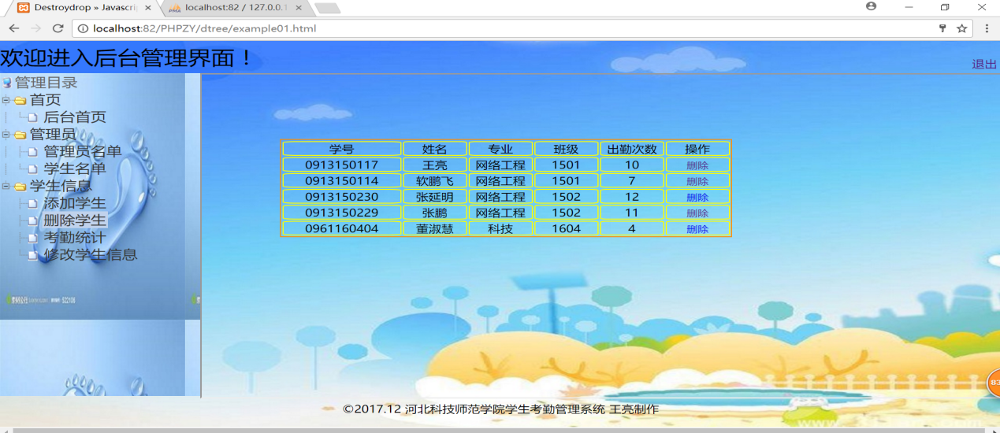 Destroydrop » Javascri
localhost:82 / 127.0.0.1
localhost:82/PHPZY/dtree/example01.html
欢迎进入后台管理界面！
退出
管理目录
首页
后台首页
管理员
管理员名单
学生名单
学生信息
添加学生
删除学生
考勤统计
修改学生信息
学号 姓名 专业 班级 出勤次数 操作
0913150117 王亮 网络工程 1501 10 删除
0913150114 软鹏飞 网络工程 1501 7 删除
0913150230 张延明 网络工程 1502 12 删除
0913150229 张鹏 网络工程 1502 11 删除
0961160404 董淑慧 科技 1604 4 删除
83
©2017.12 河北科技师范学院学生考勤管理系统 王亮制作